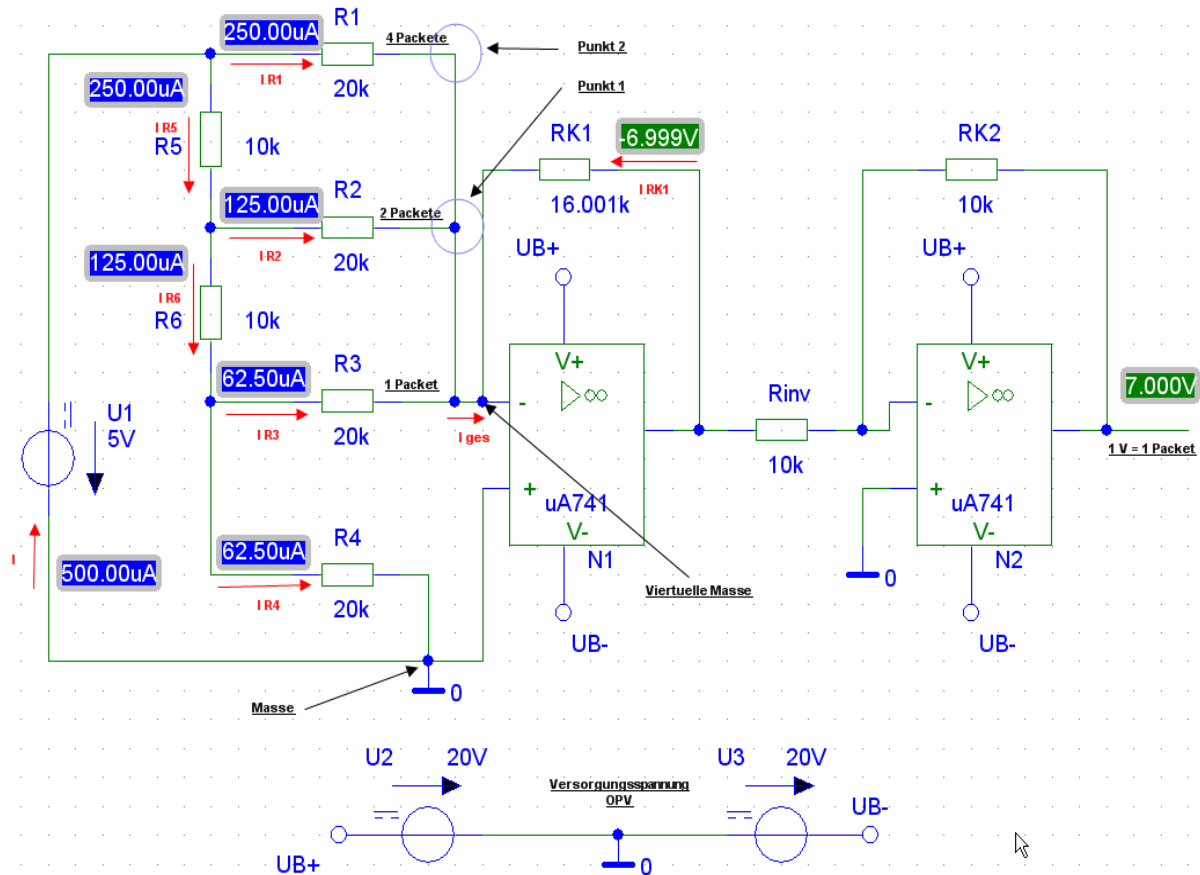 R1
250.00uA
4 Packete
Punkt 2
I R1
20k
Punkt 1
250.00uA
I R5
R5
10k
RK1
-6.999V
RK2
I RK1
R2
125.00uA
2 Packete
16.001k
10k
I R2
20k
UB+
UB+
125.00uA
I R6
R6
10k
R3
62.50uA
1 Packet
V+
∞
V+
∞
-
-
Rinv
7.000V
U1
5V
I R3
20k
I ges
10k
1 V = 1 Packet
+
uA741
V-
+
uA741
V-
R4
62.50uA
N1
N2
I
500.00uA
I R4
20k
Viertuelle Masse
0
UB-
UB-
Masse
0
U2
20V
Versorgungsspannung
OPV
U3
20V
UB-
UB+
0